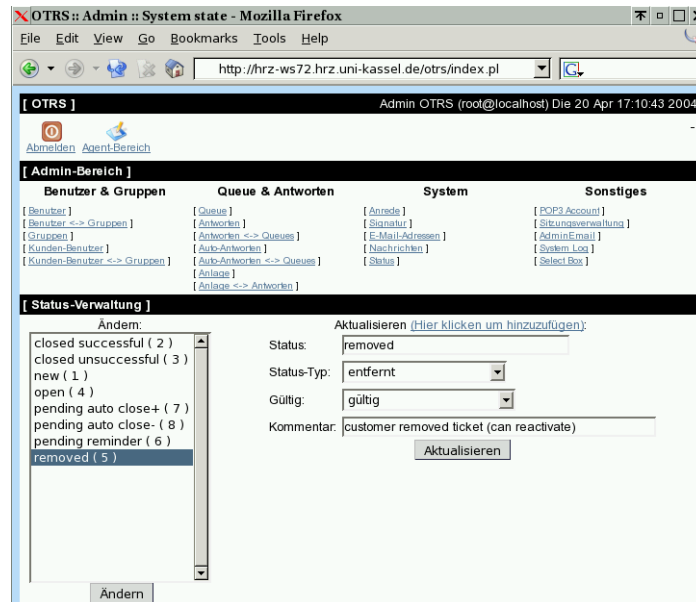 OTRS :: Admin :: System state - Mozilla Firefox
File Edit View Go Bookmarks Tools Help
http://hrz-ws72.hrz.uni-kassel.de/otrs/index.pl
[ OTRS ] Admin OTRS (root@localhost) Die 20 Apr 17:10:43 2004
Abmelden Agent-Bereich
-
[ Admin-Bereich ]
Benutzer & Gruppen Queue & Antworten System Sonstiges
[ Benutzer ] [ Queue ] [ Anrede ] [ POP3 Account ]
[ Benutzer <-> Gruppen ] [ Antworten ] [ Signatur ] [ Sitzungsverwaltung ]
[ Gruppen ] [ Antworten <-> Queues ] [ E-Mail-Adressen ] [ AdminEmail ]
[ Kunden-Benutzer ] [ Auto-Antworten ] [ Nachrichten ] [ System Log ]
[ Kunden-Benutzer <-> Gruppen ] [ Auto-Antworten <-> Queues ] [ Status ] [ Select Box ]
[ Anlage ]
[ Anlage <-> Antworten ]
[ Status-Verwaltung ]
Ändern:
closed successful ( 2 )
closed unsuccessful ( 3 )
new ( 1 )
open ( 4 )
pending auto close+ ( 7 )
pending auto close- ( 8 )
pending reminder ( 6 )
removed ( 5 )
Ändern
Aktualisieren (Hier klicken um hinzuzufügen):
Status: removed
Status-Typ: entfernt
Gültig: gültig
Kommentar: customer removed ticket (can reactivate)
Aktualisieren